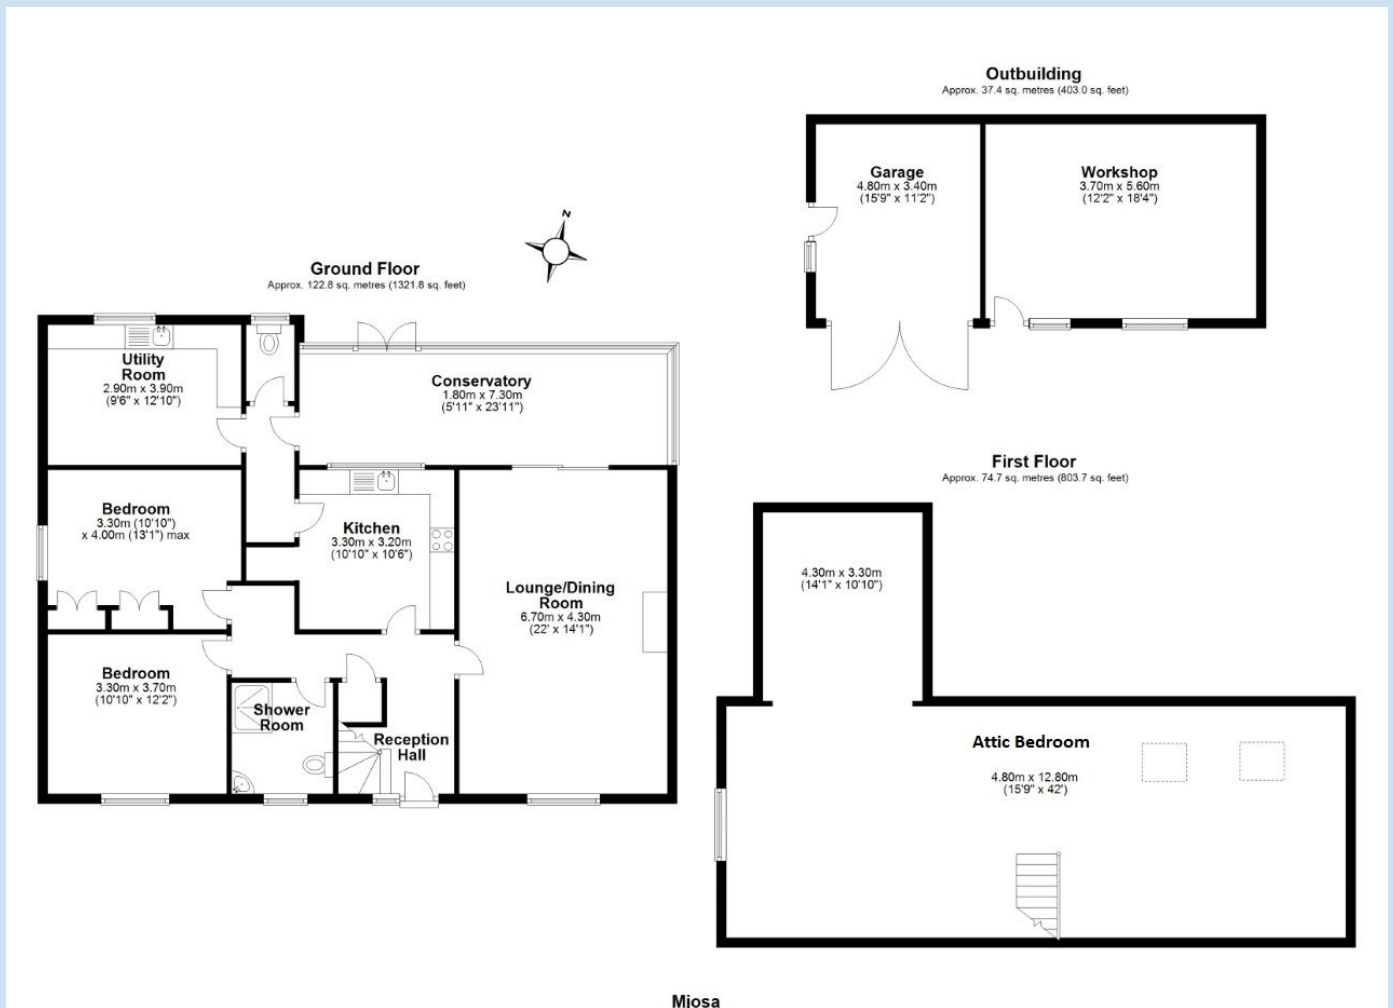 Outbuilding
Approx. 37.4 sq. metres (403.0 sq. feet)
Garage
4.80m x 3.40m
(15'9" x 11'2")
Workshop
3.70m x 5.60m
(12'2" x 18'4")
N
Ground Floor
Approx. 122.8 sq. metres (1321.8 sq. feet)
Utility
Room
2.90m x 3.90m
(9'6" x 12'10")
Conservatory
1.80m x 7.30m
(5'11" x 23'11")
Bedroom
3.30m (10'10")
x 4.00m (13'1") max
Kitchen
3.30m x 3.20m
(10'10" x 10'6")
Lounge/Dining
Room
6.70m x 4.30m
(22' x 14'1")
Bedroom
3.30m x 3.70m
(10'10" x 12'2")
Shower
Room
Reception
Hall
First Floor
Approx. 74.7 sq. metres (803.7 sq. feet)
4.30m x 3.30m
(14'1" x 10'10")
Attic Bedroom
4.80m x 12.80m
(15'9" x 42')
Mjosa